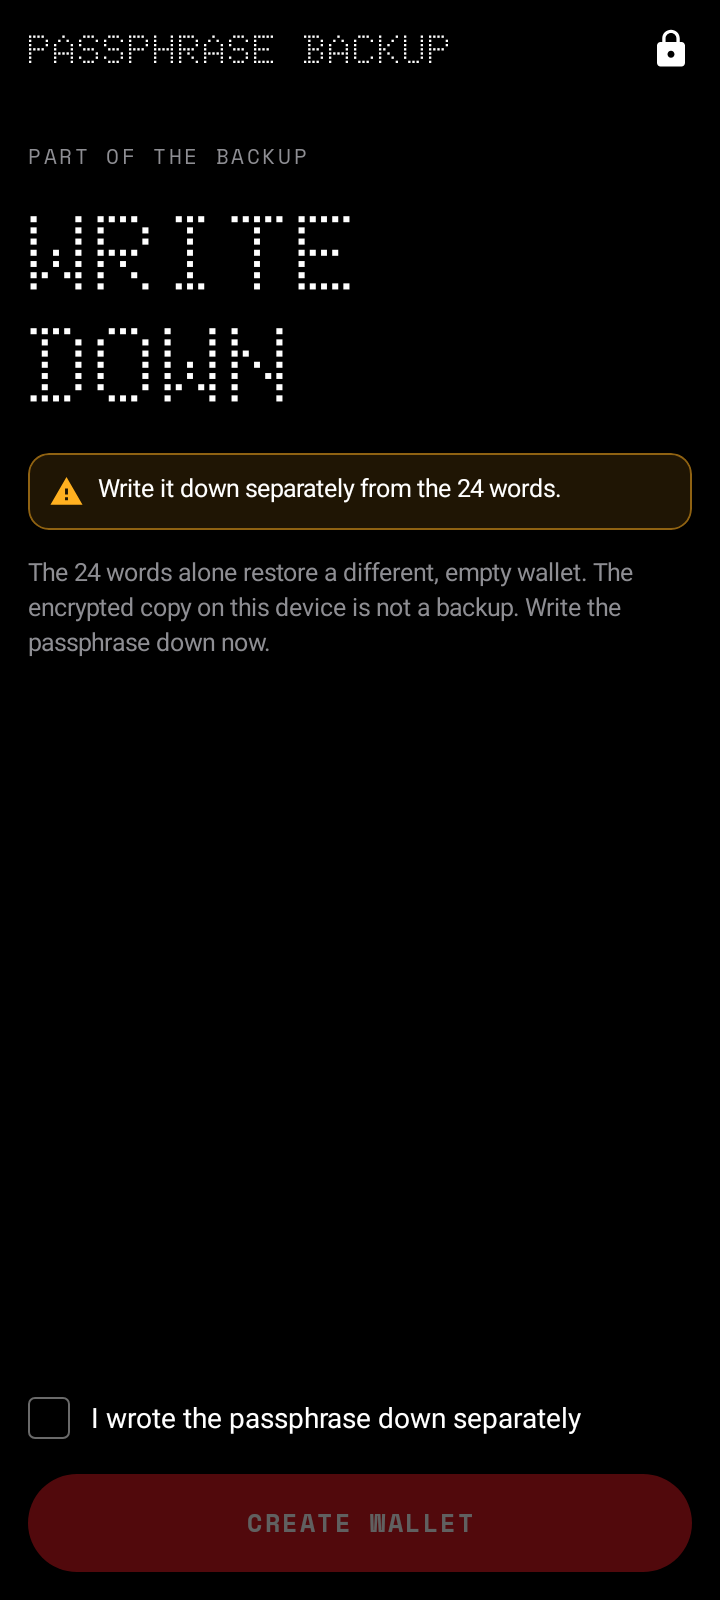 PASSPHRASE BACKUP
PART OF THE BACKUP
WRITE
DOWN
Write it down separately from the 24 words.
The 24 words alone restore a different, empty wallet. The
encrypted copy on this device is not a backup. Write the
passphrase down now.
I wrote the passphrase down separately
CREATE WALLET